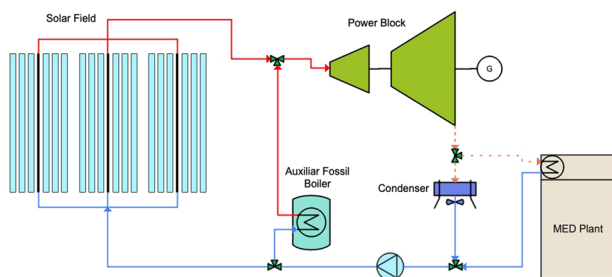 Solar Field
Power Block
G
Auxiliar Fossil
Boiler
Condenser
MED Plant